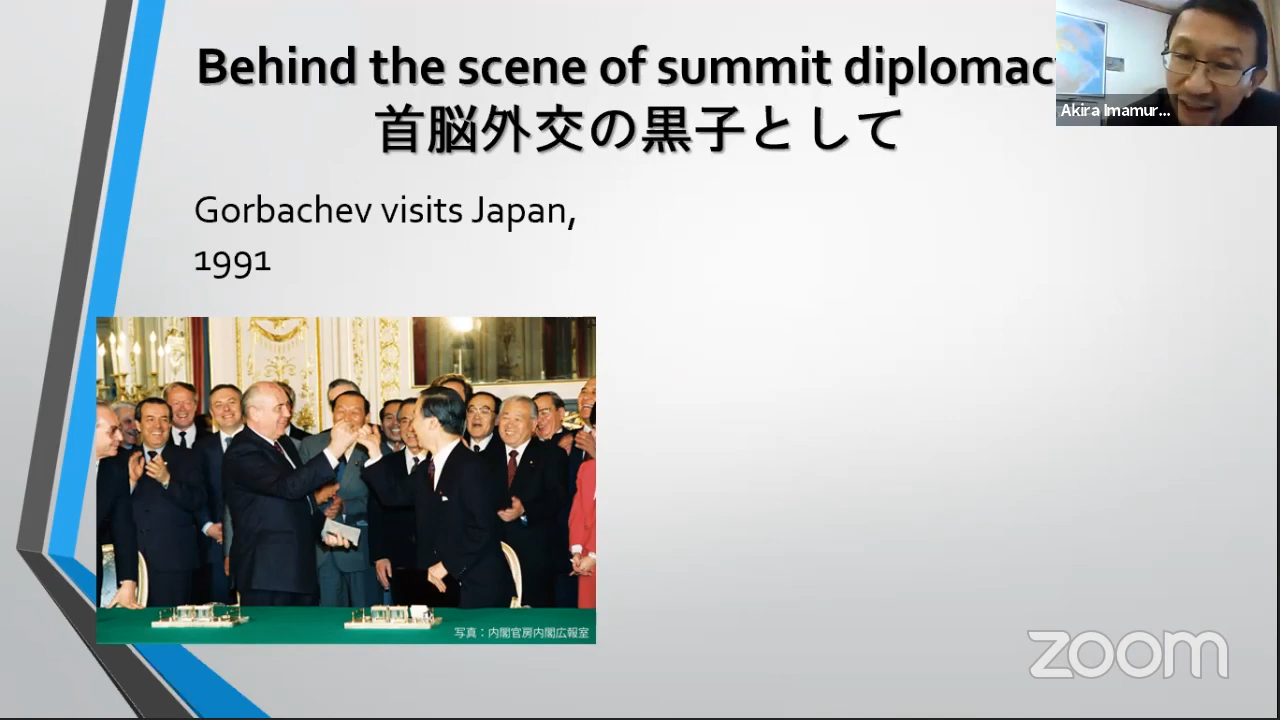 Behind the scene of summit diplomac
首脳外交の黒子として
Akira Imamur...
Gorbachev visits Japan,
1991
写真：内閣官房内閣広報室
zoom